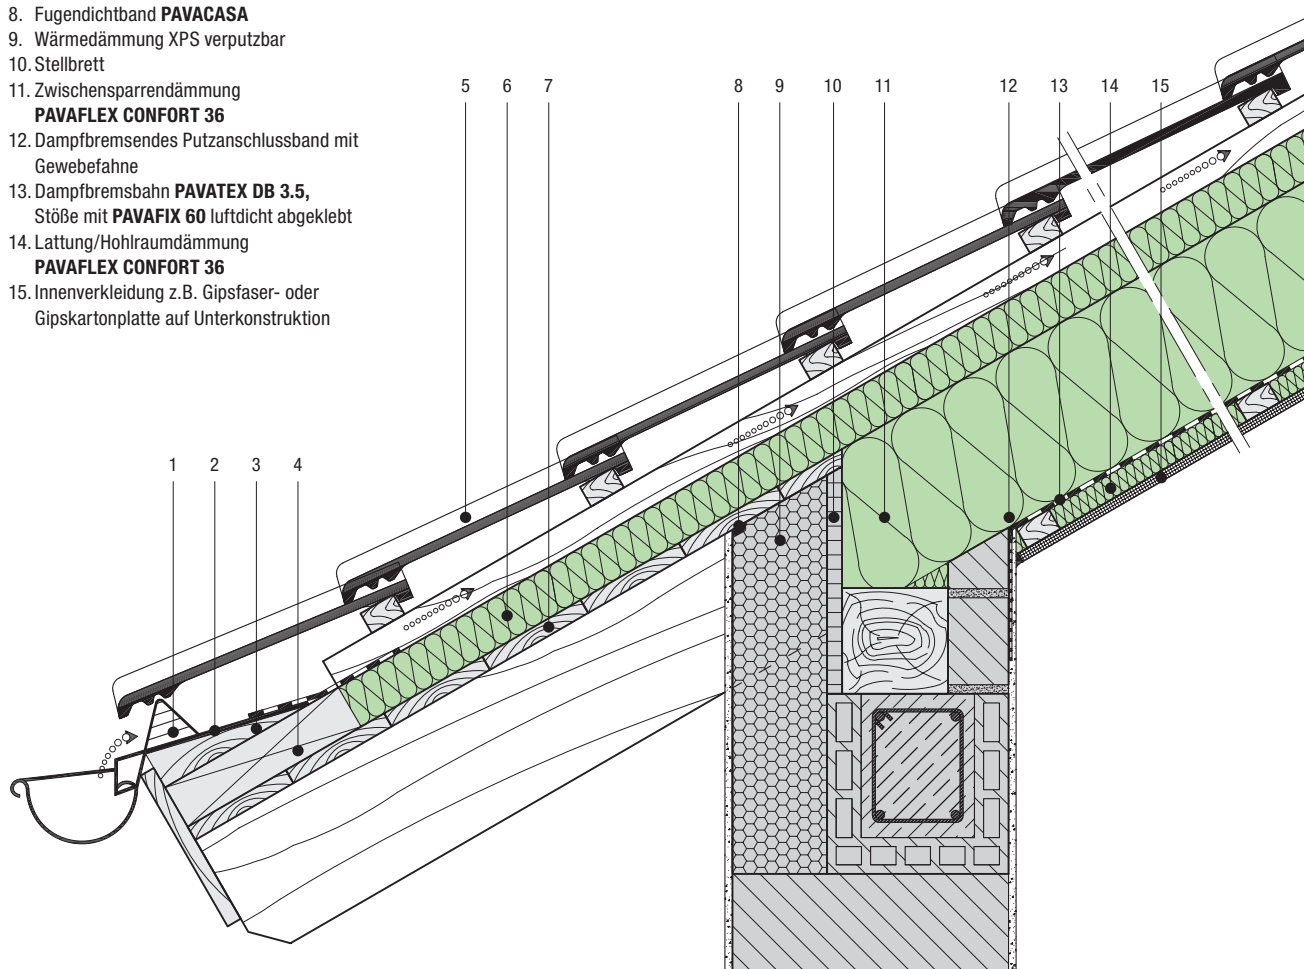 8. Fugendichtband PAVACASA
9. Wärmedämmung XPS verputzbar
10. Stellbrett
11. Zwischensparrendämmung
PAVAFLEX CONFORT 36
12. Dampfbremsendes Putzanschlussband mit
Gewebefahne
13. Dampfbremsbahn PAVATEX DB 3.5,
Stöße mit PAVAFIX 60 luftdicht abgeklebt
14. Lattung/Hohlraumdämmung
PAVAFLEX CONFORT 36
15. Innenverkleidung z.B. Gipsfaser- oder
Gipskartonplatte auf Unterkonstruktion
5 6 7 8 9 10 11 12 13 14 15
1 2 3 4